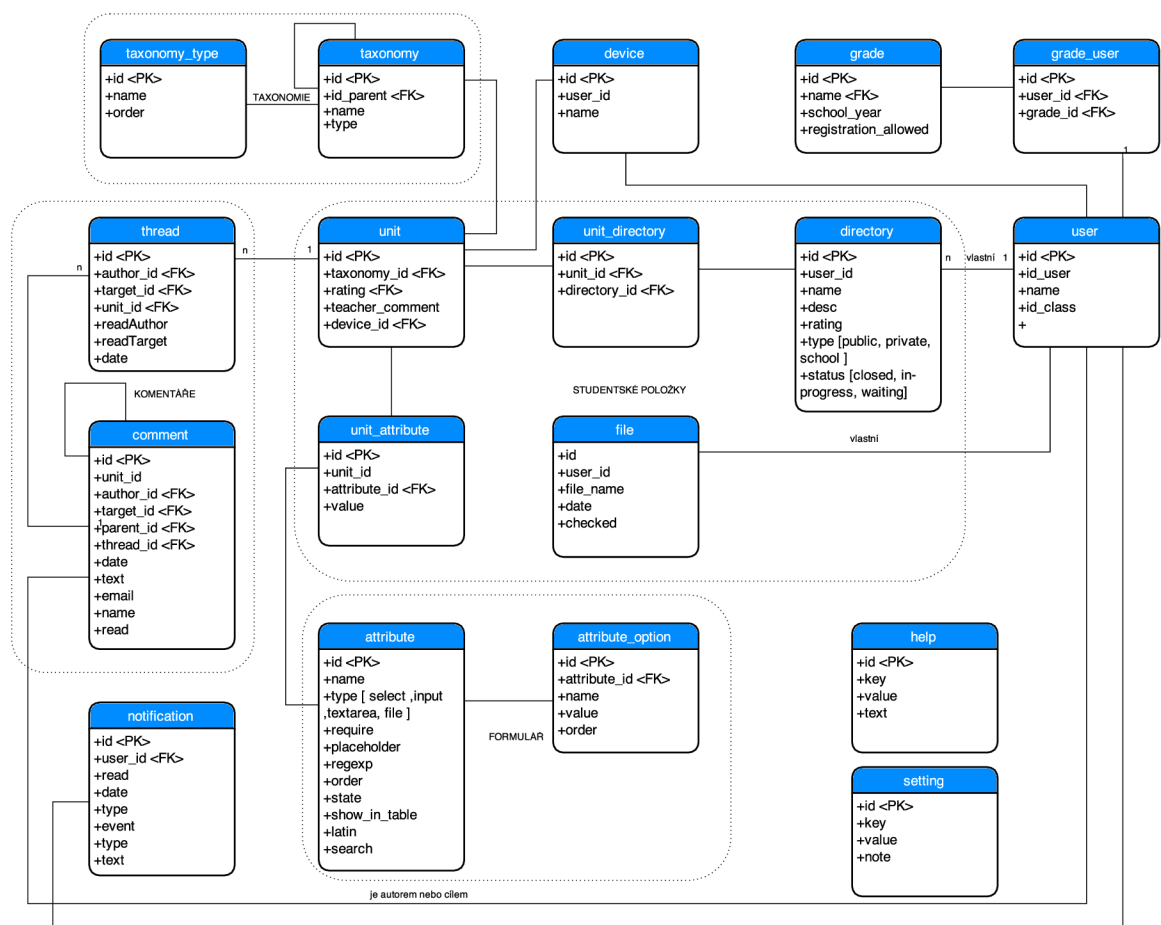 taxonomy_type
+id <PK>
+name
+order
TAXONOMIE
taxonomy
+id <PK>
+id_parent <FK>
+name
+type
device
+id <PK>
+user_id
+name
grade
+id <PK>
+name <FK>
+school_year
+registration_allowed
grade_user
+id <PK>
+user_id <FK>
+grade_id <FK>
1
thread
+id <PK>
+author_id <FK>
+target_id <FK>
+unit_id <FK>
+readAuthor
+readTarget
+date
n
n
1
unit
+id <PK>
+taxonomy_id <FK>
+rating <FK>
+teacher_comment
+device_id <FK>
unit_directory
+id <PK>
+unit_id <FK>
+directory_id <FK>
directory
+id <PK>
+user_id
+name
+desc
+rating
+type [public, private,
school ]
+status [closed, in-
progress, waiting]
n
vlastní
1
user
+id <PK>
+id_user
+name
+id_class
+
KOMENTÁŘE
STUDENTSKÉ POLOŽKY
comment
+id <PK>
+unit_id
+author_id <FK>
+target_id <FK>
1
+parent_id <FK>
+thread_id <FK>
+date
+text
+email
+name
+read
unit_attribute
+id <PK>
+unit_id
+attribute_id <FK>
+value
file
+id
+user_id
+file_name
+date
+checked
vlastní
attribute
+id <PK>
+name
+type [ select ,input
,textarea, file ]
+require
+placeholder
+regexp
+order
+state
+show_in_table
+latin
+search
FORMULÁŘ
attribute_option
+id <PK>
+attribute_id <FK>
+name
+value
+order
help
+id <PK>
+key
+value
+text
notification
+id <PK>
+user_id <FK>
+read
+date
+type
+event
+type
+text
setting
+id <PK>
+key
+value
+note
je autorem nebo cílem